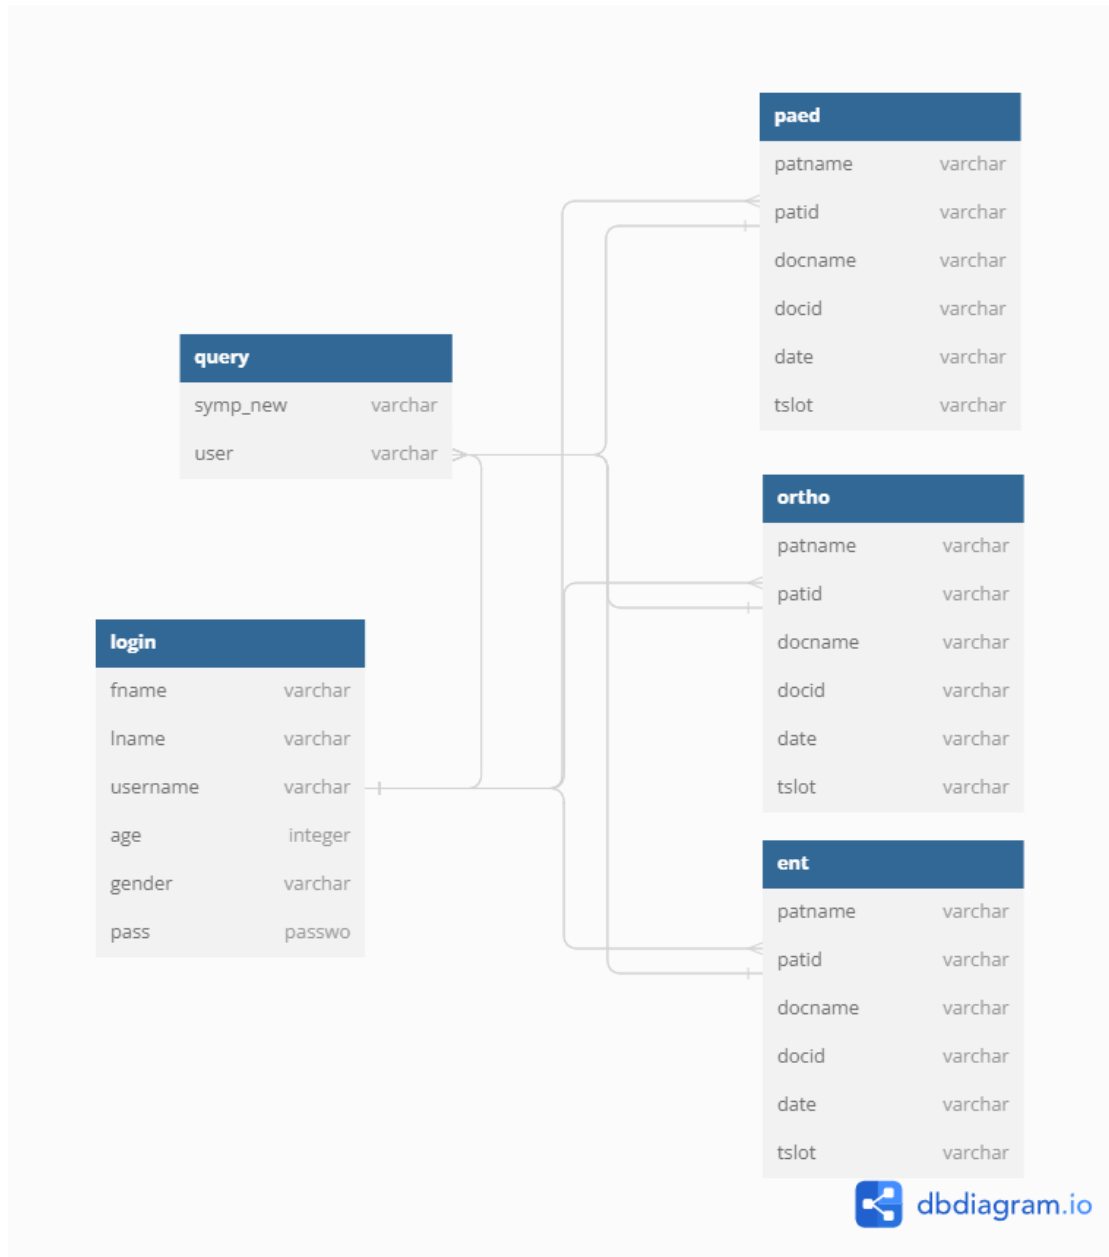 paed
patname varchar
patid varchar
docname varchar
docid varchar
date varchar
tslot varchar
query
symp_new varchar
user varchar
ortho
patname varchar
patid varchar
docname varchar
docid varchar
date varchar
tslot varchar
login
fname varchar
lname varchar
username varchar
age integer
gender varchar
pass passwo
ent
patname varchar
patid varchar
docname varchar
docid varchar
date varchar
tslot varchar
dbdiagram.io